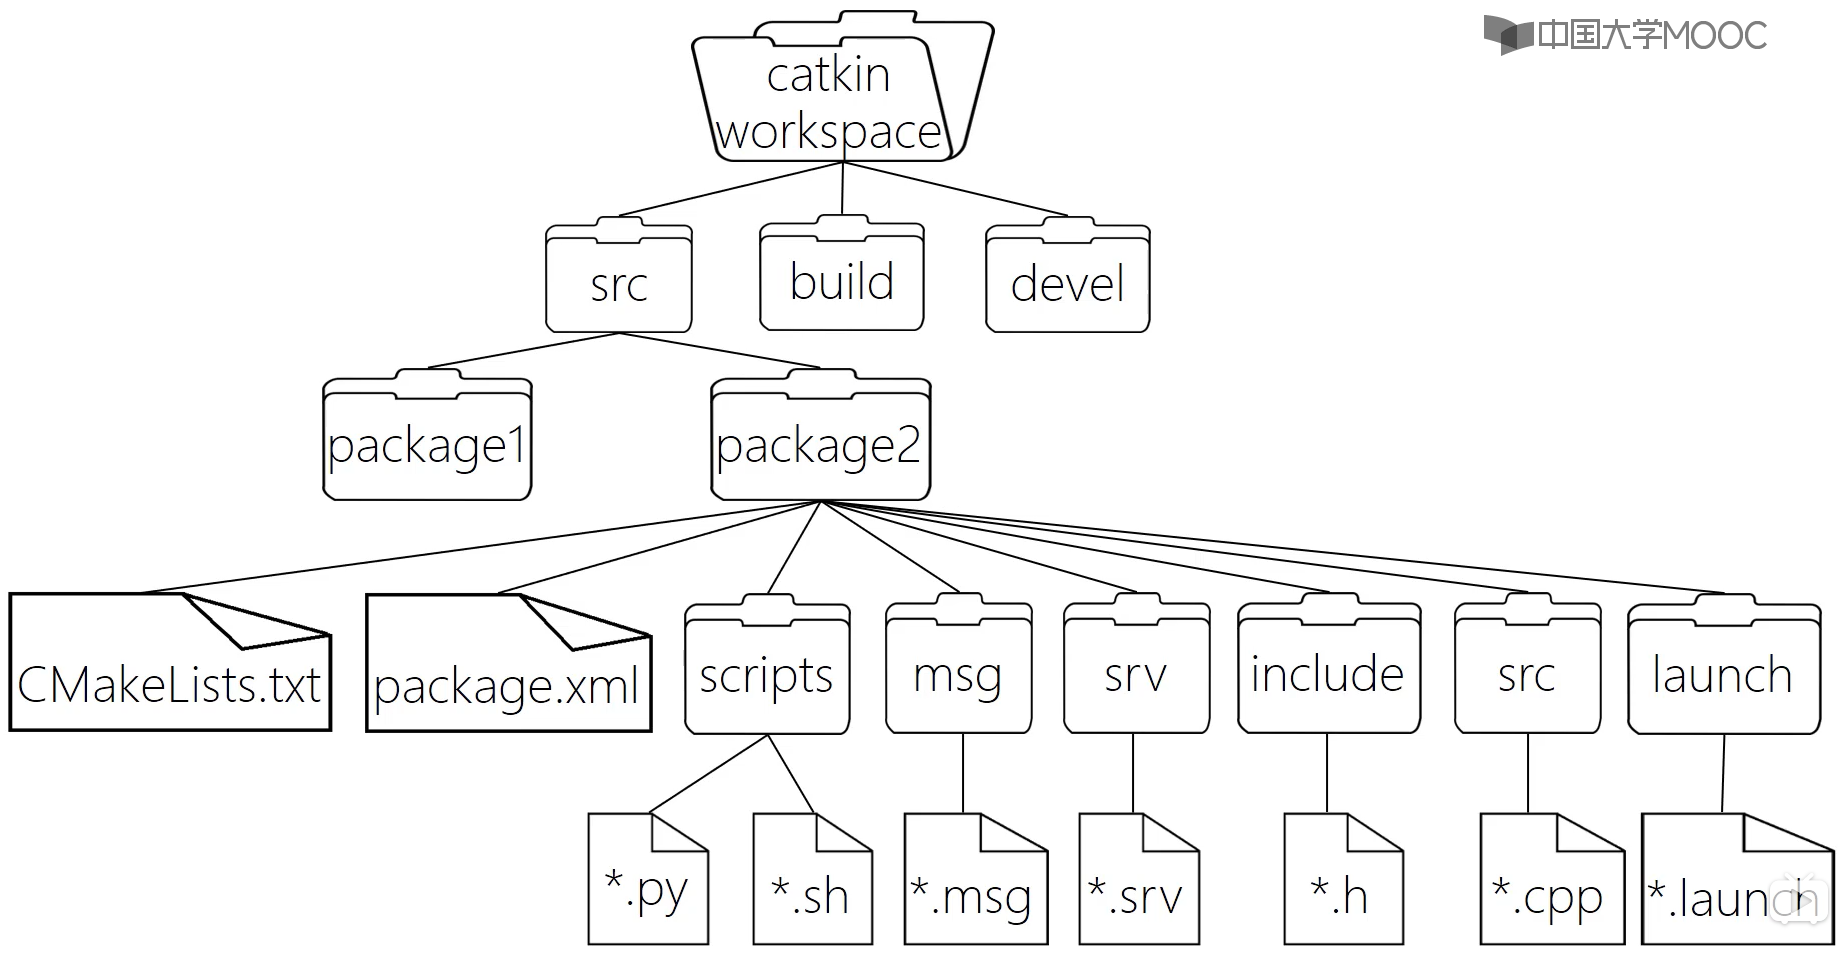 中国大学MOOC
catkin
workspace
src
build
devel
package1
package2
CMakeLists.txt
package.xml
scripts
msg
srv
include
src
launch
*.py
*.sh
*.msg
*.srv
*.h
*.cpp
*.launch